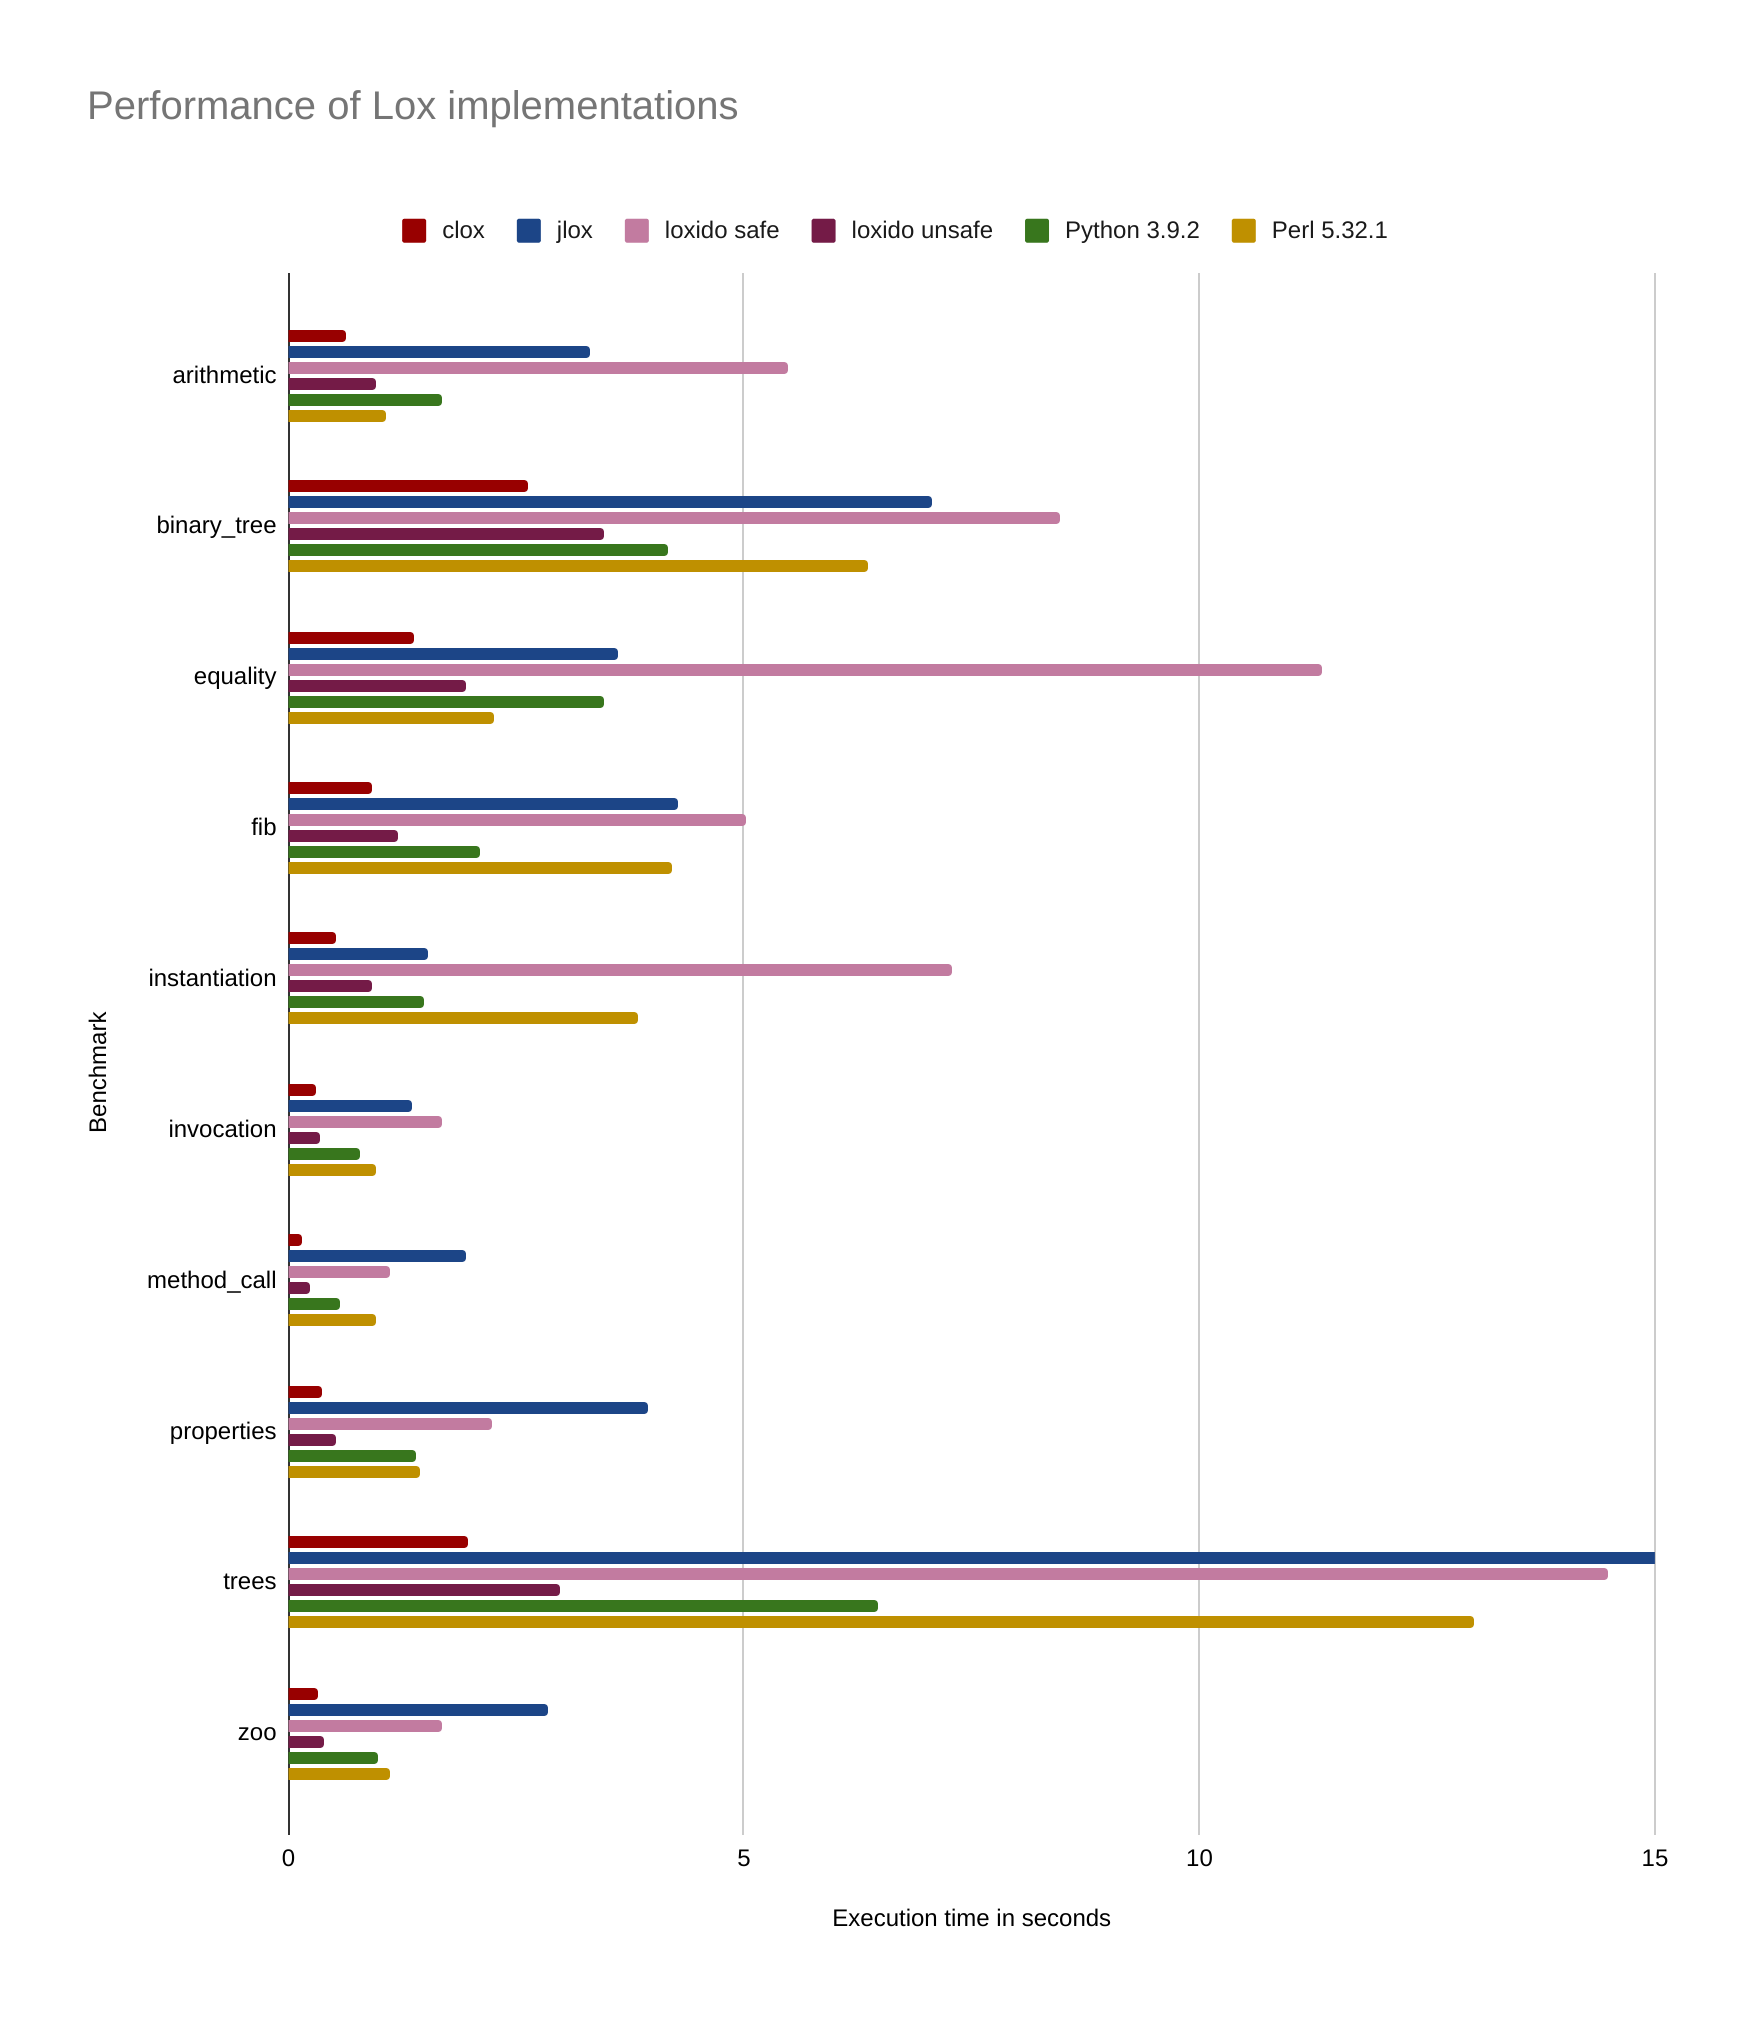 Performance of Lox implementations
clox jlox loxido safe loxido unsafe Python 3.9.2 Perl 5.32.1
arithmetic
binary_tree
equality
fib
instantiation
Benchmark
invocation
method_call
properties
trees
zoo
0 5 10 15
Execution time in seconds